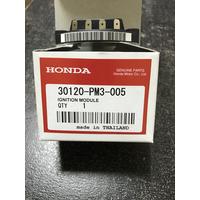 HONDA
GENUINE PARTS
Honda Motor Co., Ltd.
30120-PM3-005
IGNITION MODULE
QTY 1
made in THAILAND